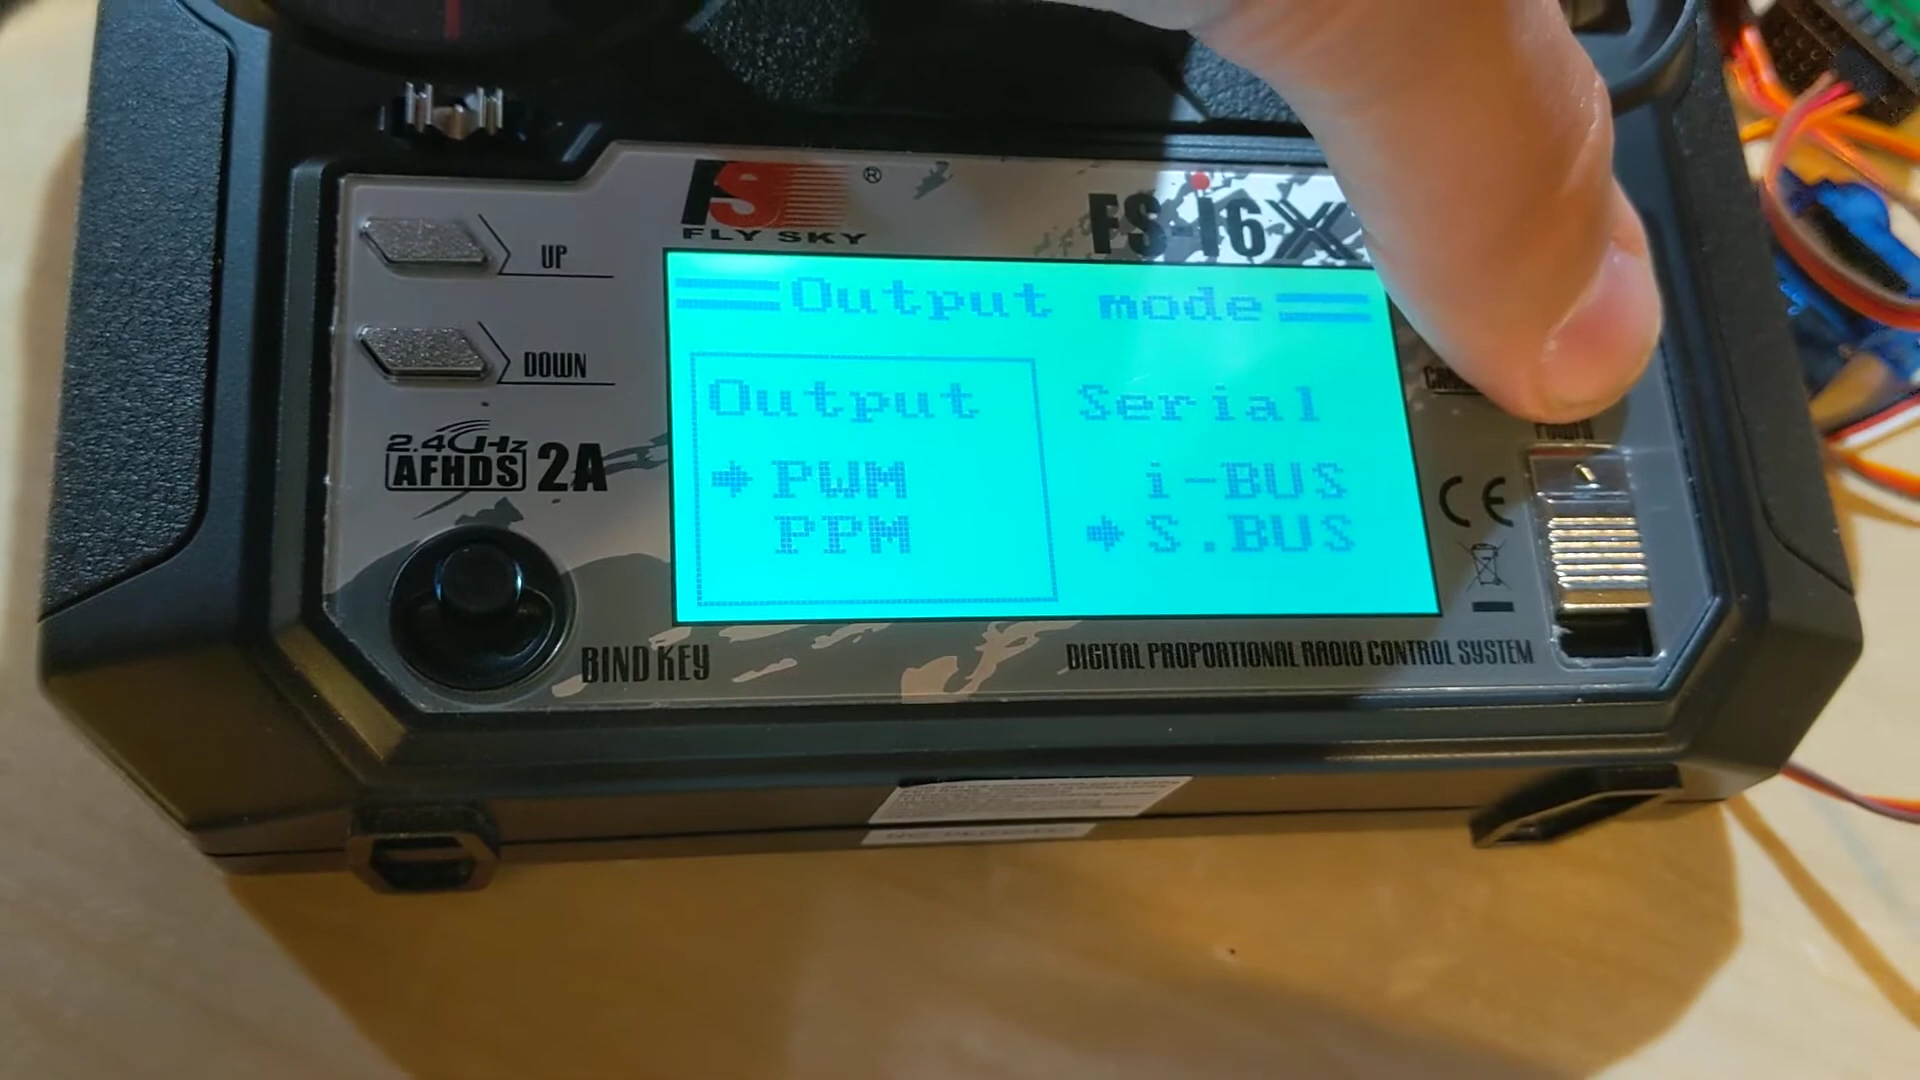 FS®
FLY SKY
FS-i6X
UP
DOWN
2.4GHz
AFHDS 2A
Output mode
Output
Serial
PWM
i-BUS
PPM
S.BUS
CE
BIND KEY
DIGITAL PROPORTIONAL RADIO CONTROL SYSTEM